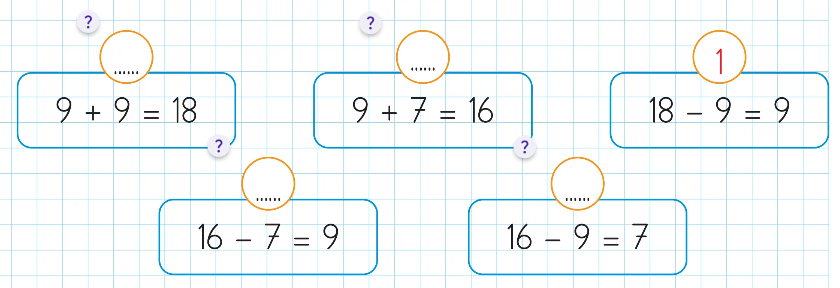 ?
?
......
......
1
9 + 9 = 18
9 + 7 = 16
18 – 9 = 9
?
?
......
......
16 – 7 = 9
16 – 9 = 7